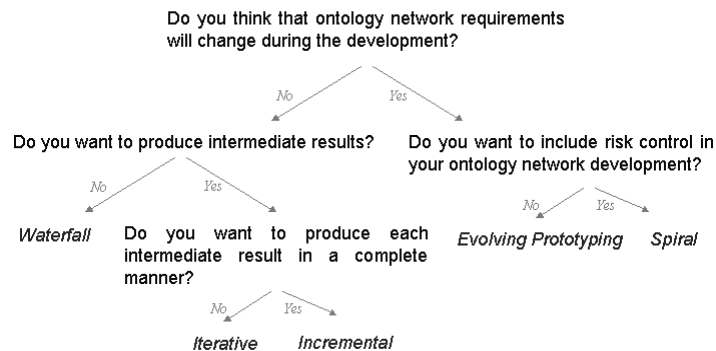 Do you think that ontology network requirements
will change during the development?
No
Yes
Do you want to produce intermediate results?
Do you want to include risk control in
your ontology network development?
No
Yes
No
Yes
Waterfall
Do you want to produce each
intermediate result in a complete
manner?
Evolving Prototyping
Spiral
No
Yes
Iterative
Incremental